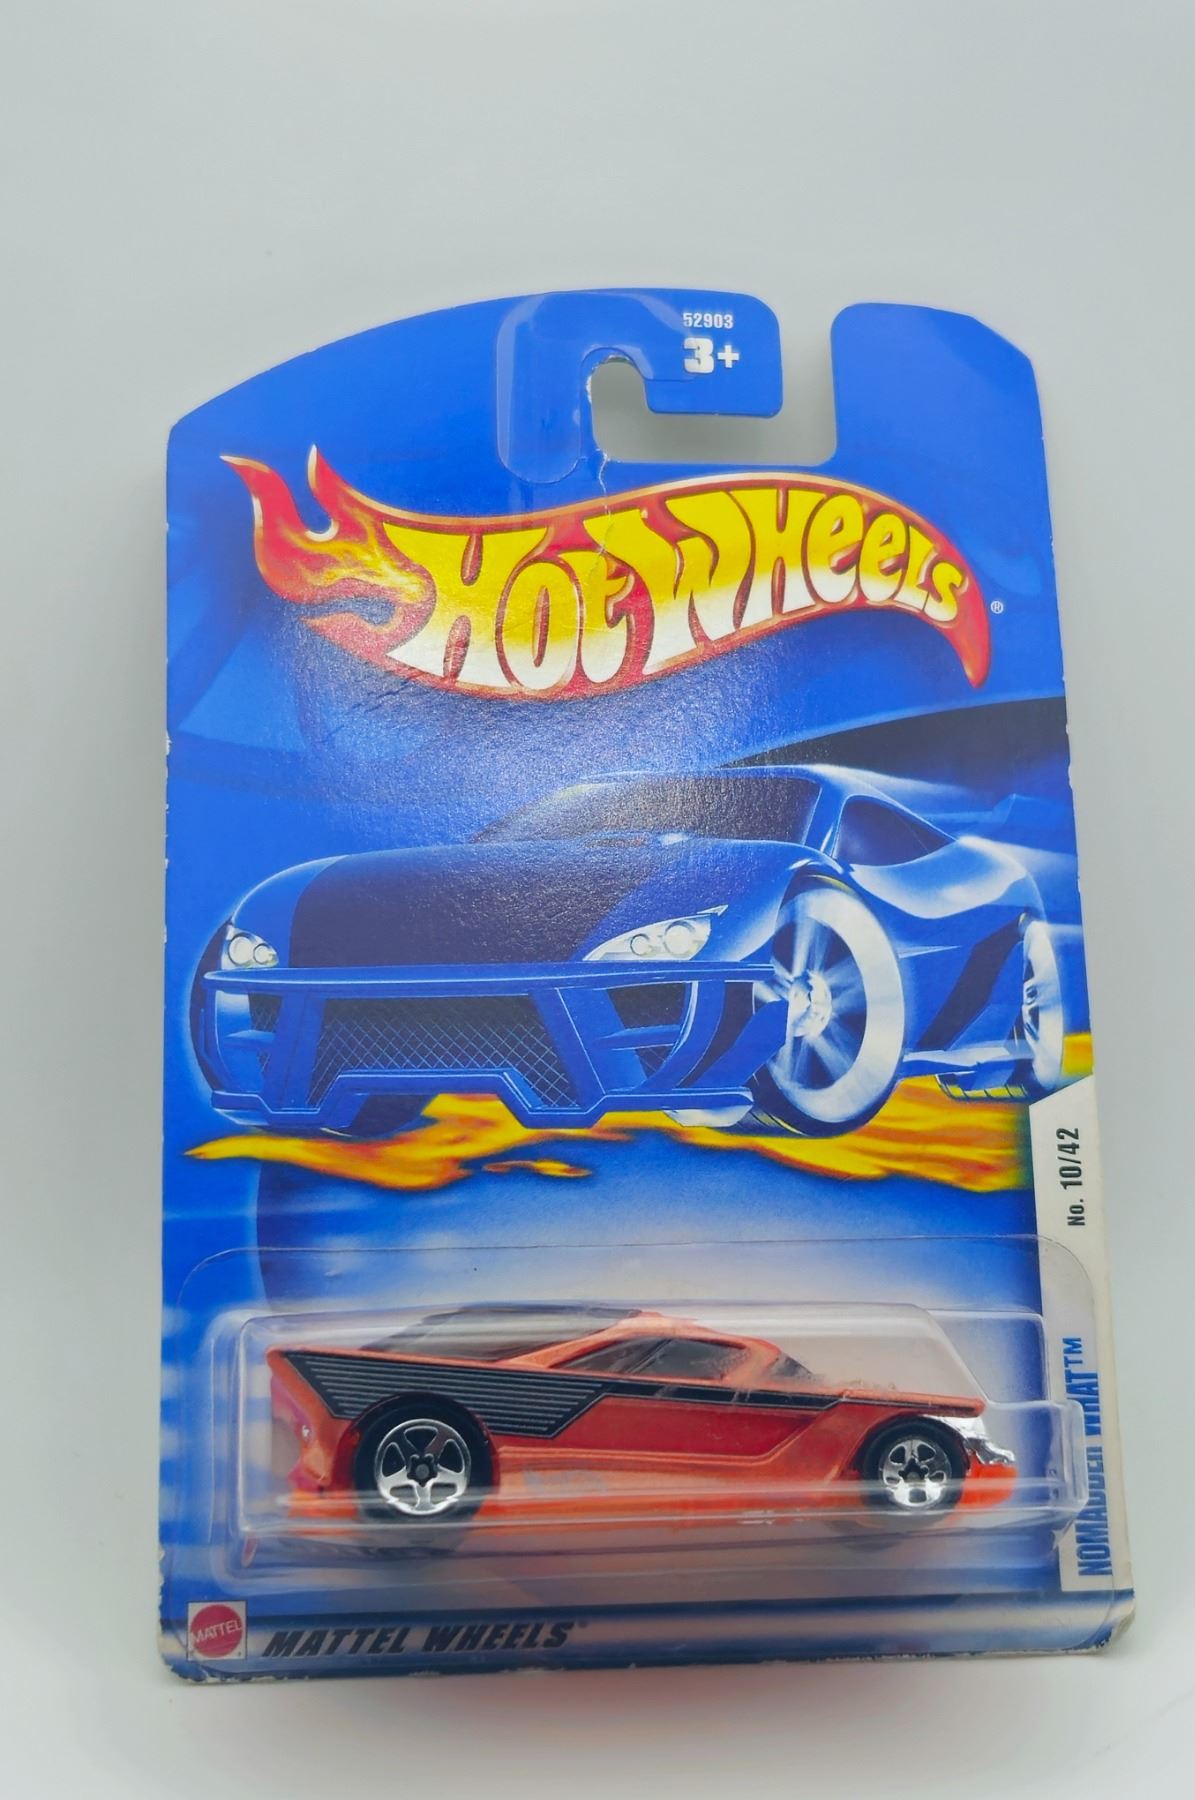 52903
3+
HOT WHEELS ®
No. 10/42
NOMADDER WHAT™
MATTEL
MATTEL WHEELS